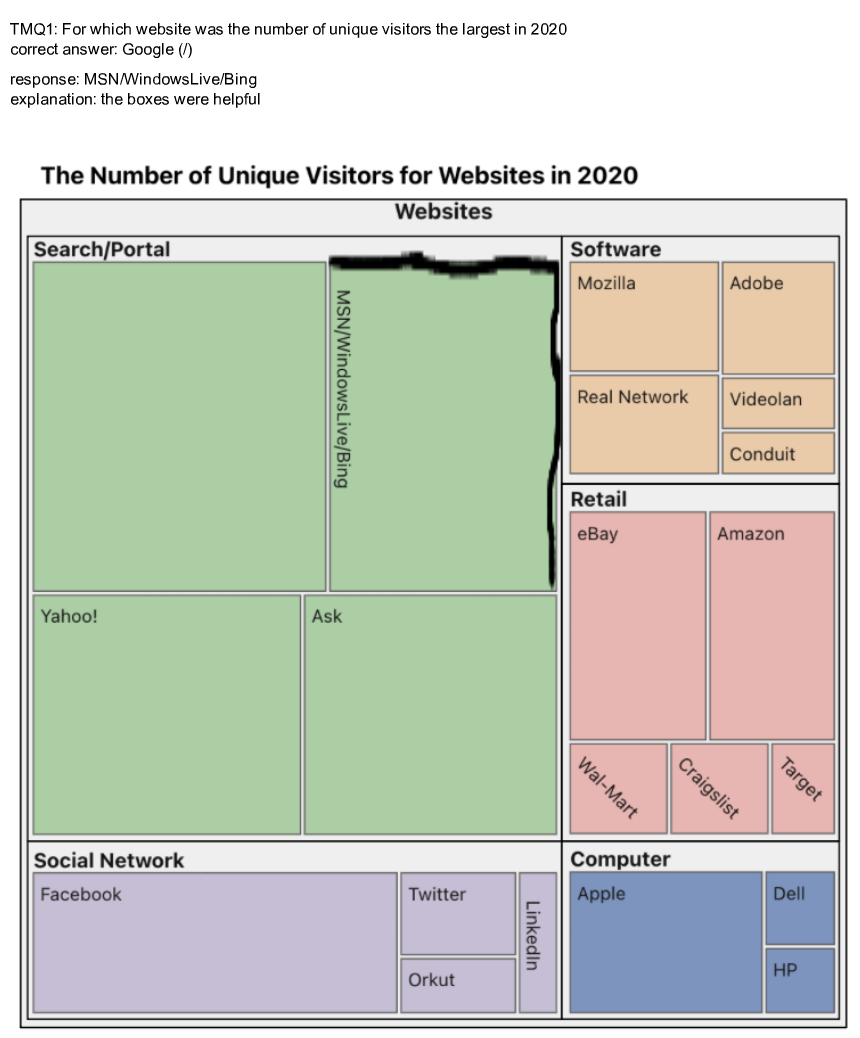 TMQ1: For which website was the number of unique visitors the largest in 2020
correct answer: Google (/)
response: MSN/WindowsLive/Bing
explanation: the boxes were helpful
The Number of Unique Visitors for Websites in 2020
Websites
Search/Portal
MSN/WindowsLive/Bing
Yahoo!
Ask
Software
Mozilla
Adobe
Real Network
Videolan
Conduit
Retail
eBay
Amazon
Wal-Mart
Craigslist
Target
Social Network
Facebook
Twitter
Orkut
LinkedIn
Computer
Apple
Dell
HP